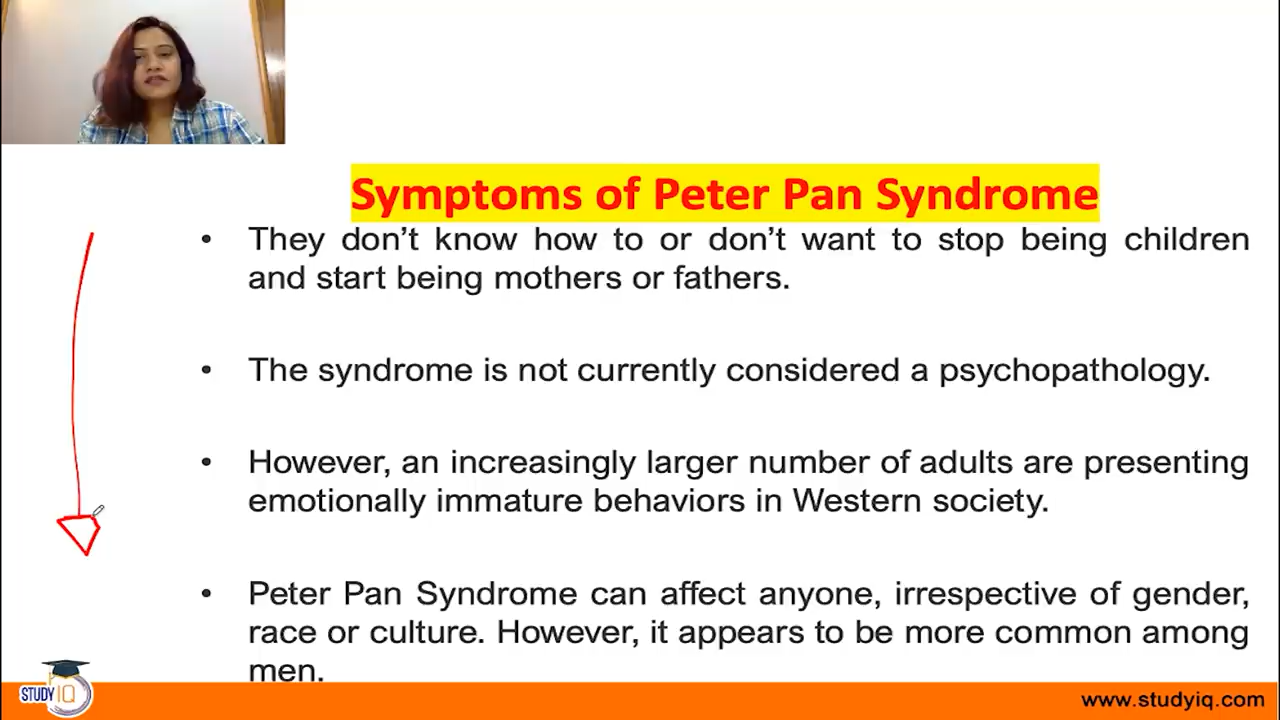 Symptoms of Peter Pan Syndrome
• They don’t know how to or don’t want to stop being children
and start being mothers or fathers.
• The syndrome is not currently considered a psychopathology.
• However, an increasingly larger number of adults are presenting
emotionally immature behaviors in Western society.
• Peter Pan Syndrome can affect anyone, irrespective of gender,
race or culture. However, it appears to be more common among
men.
STUDY IQ
www.studyiq.com